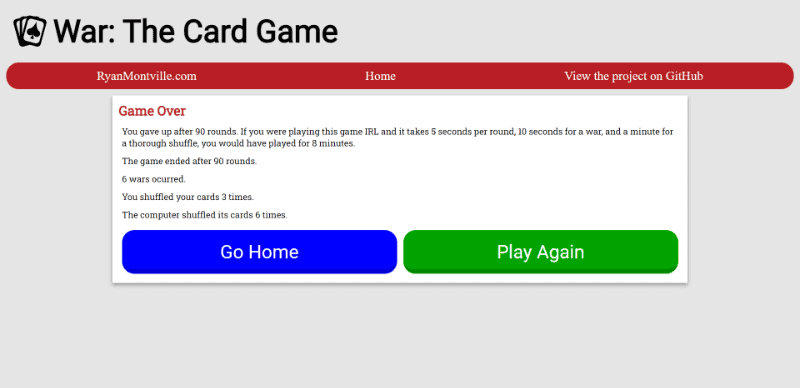 War: The Card Game
RyanMontville.com
Home
View the project on GitHub
Game Over
You gave up after 90 rounds. If you were playing this game IRL and it takes 5 seconds per round, 10 seconds for a war, and a minute for
a thorough shuffle, you would have played for 8 minutes.
The game ended after 90 rounds.
6 wars ocurred.
You shuffled your cards 3 times.
The computer shuffled its cards 6 times.
Go Home
Play Again